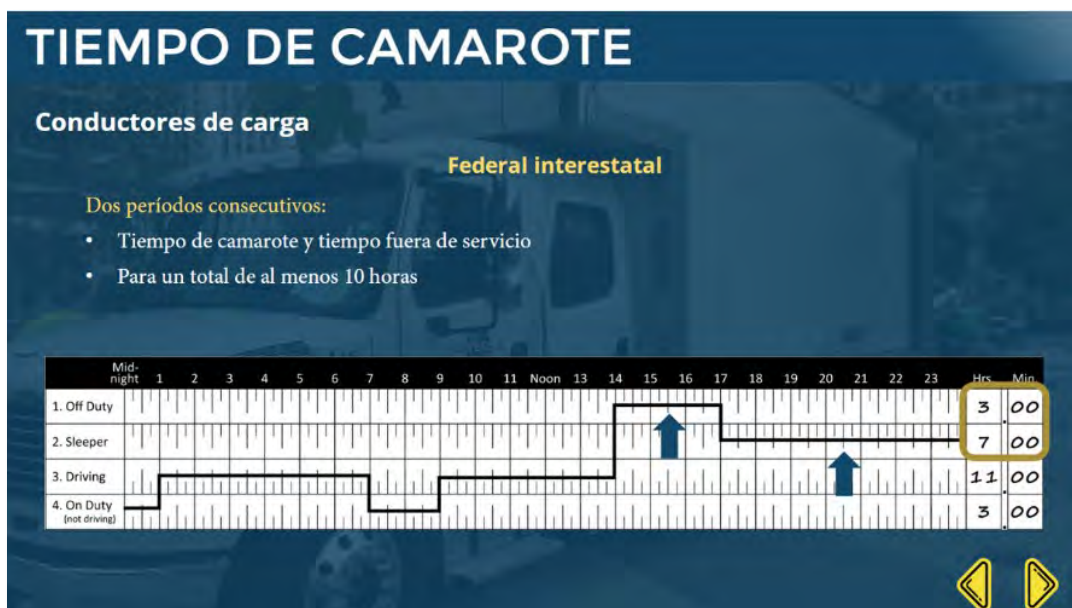 TIEMPO DE CAMAROTE
Conductores de carga
Federal interestatal
Dos períodos consecutivos:
• Tiempo de camarote y tiempo fuera de servicio
• Para un total de al menos 10 horas
Mid-
night 1 2 3 4 5 6 7 8 9 10 11 Noon 13 14 15 16 17 18 19 20 21 22 23 Hrs. Min.
1. Off Duty 3.00
2. Sleeper 7 00
3. Driving 11.00
4. On Duty 3.00
(not driving)